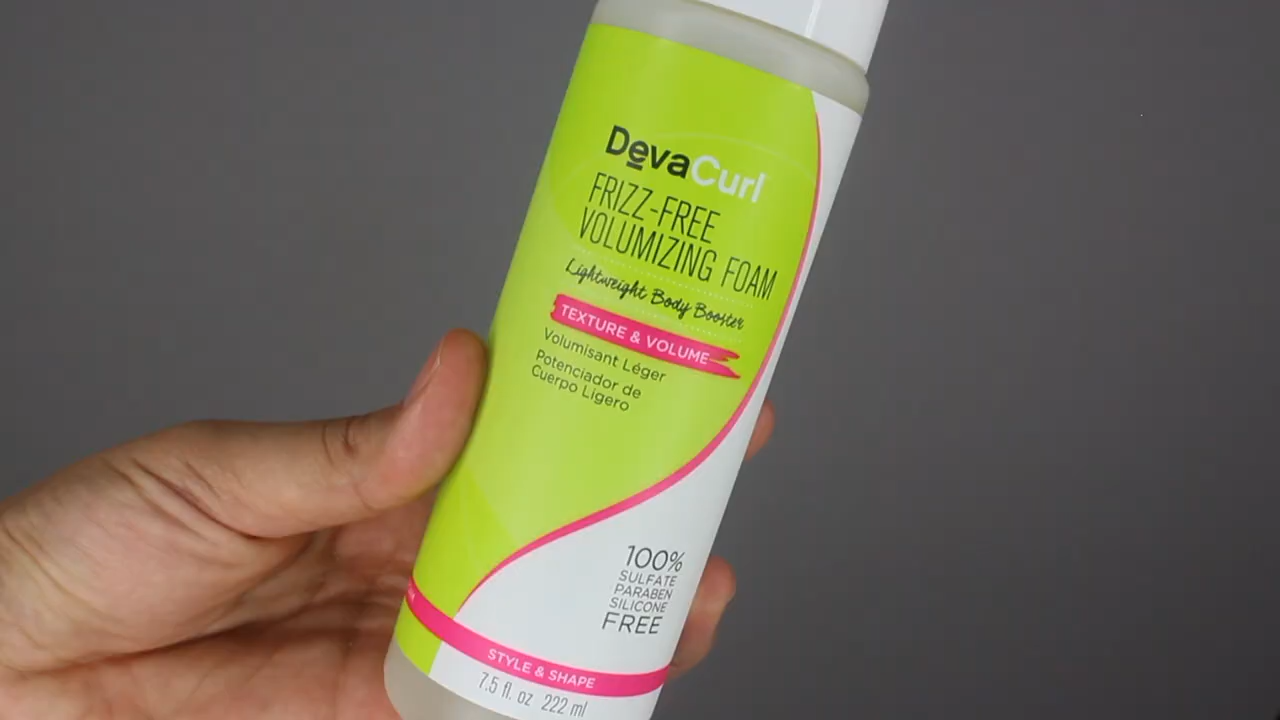 DevaCurl
FRIZZ-FREE
VOLUMIZING FOAM
Lightweight Body Booster
TEXTURE & VOLUME
Volumisant Léger
Potenciador de
Cuerpo Ligero
100%
SULFATE
PARABEN
SILICONE
FREE
STYLE & SHAPE
7.5 fl. oz 222 ml